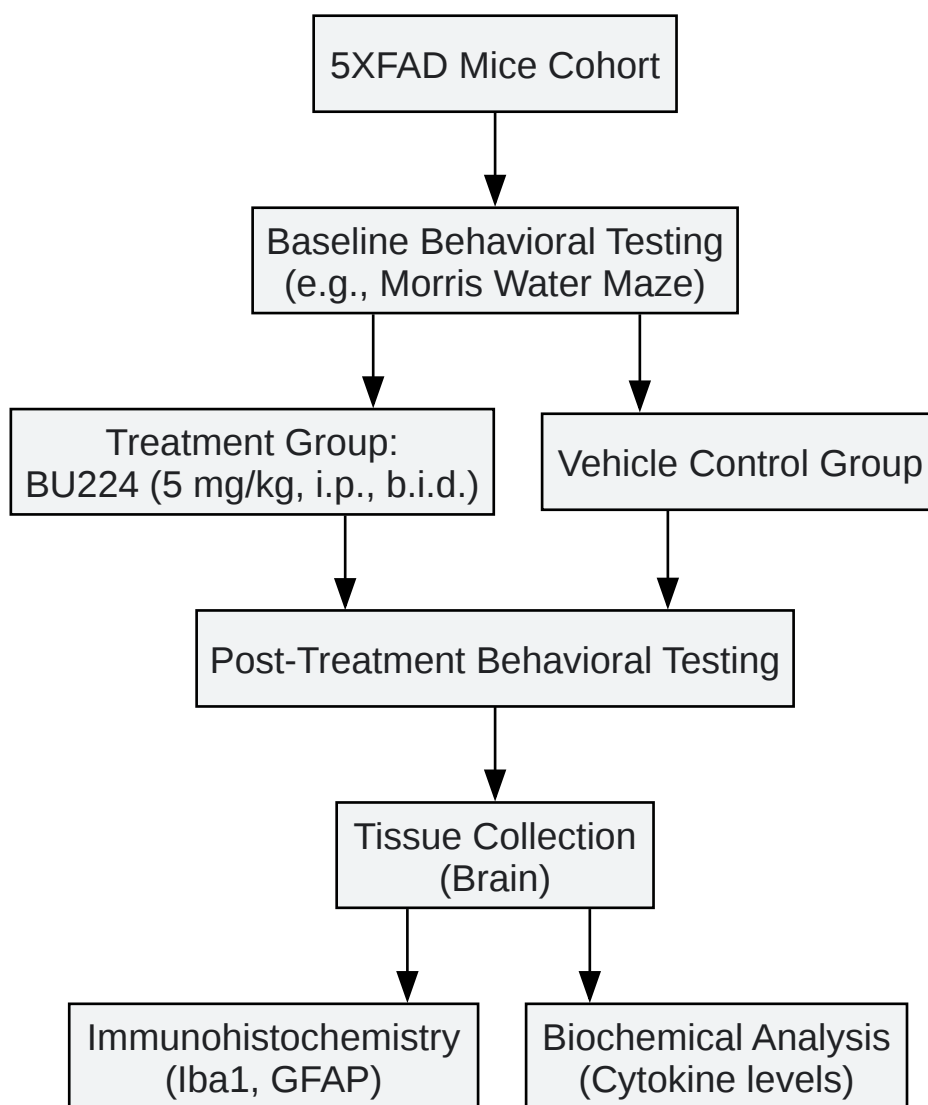 5XFAD Mice Cohort
Baseline Behavioral Testing
(e.g., Morris Water Maze)
Treatment Group:
BU224 (5 mg/kg, i.p., b.i.d.)
Vehicle Control Group
Post-Treatment Behavioral Testing
Tissue Collection
(Brain)
Immunohistochemistry
(Iba1, GFAP)
Biochemical Analysis
(Cytokine levels)